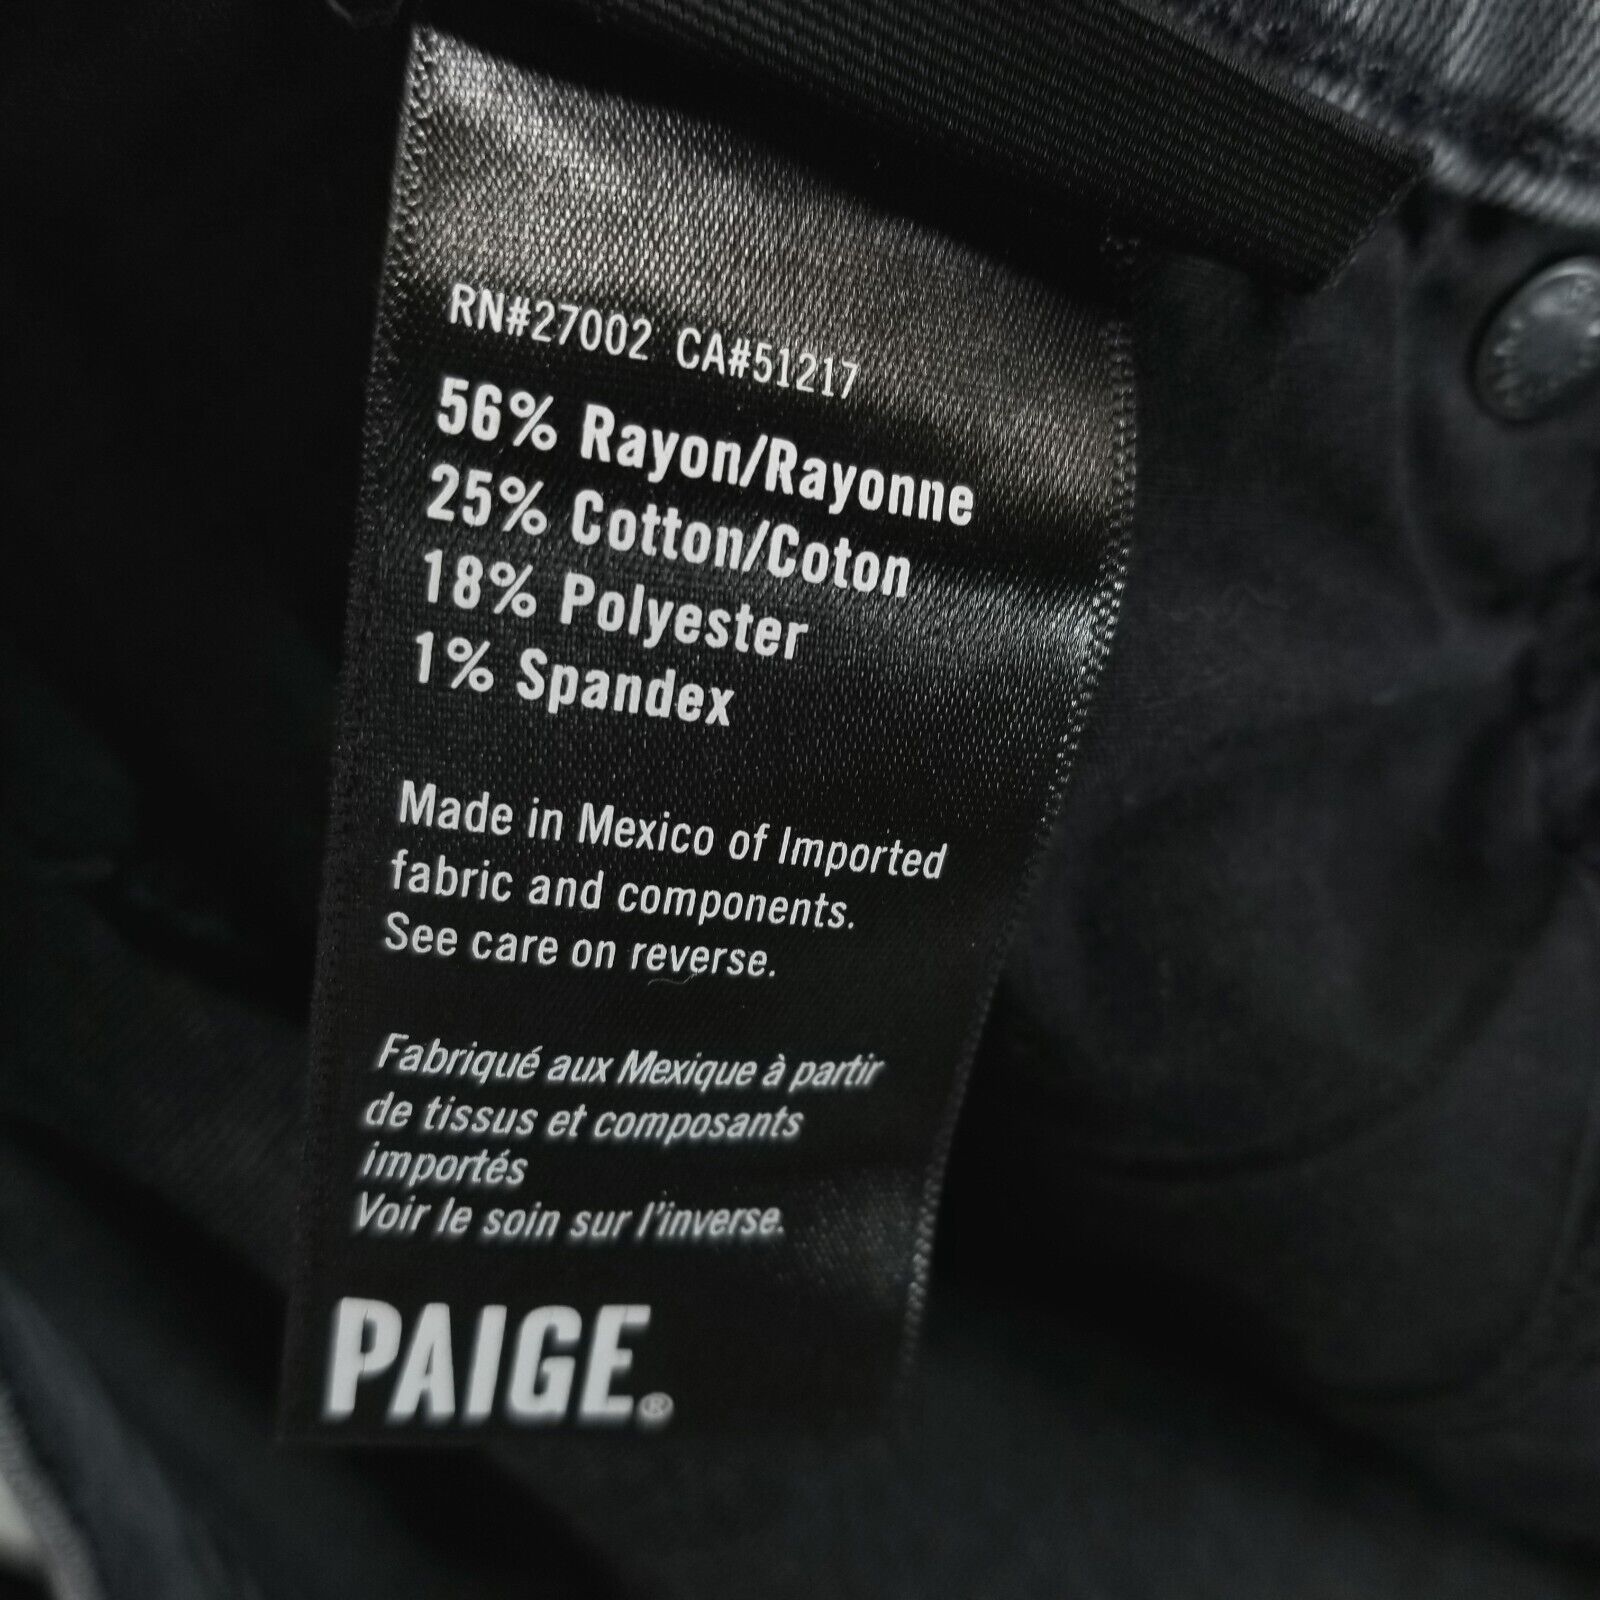 RN#27002 CA#51217
56% Rayon/Rayonne
25% Cotton/Coton
18% Polyester
1% Spandex
Made in Mexico of Imported
fabric and components.
See care on reverse.
Fabriqué aux Mexique à partir
de tissus et composants
importés
Voir le soin sur l'inverse.
PAIGE®